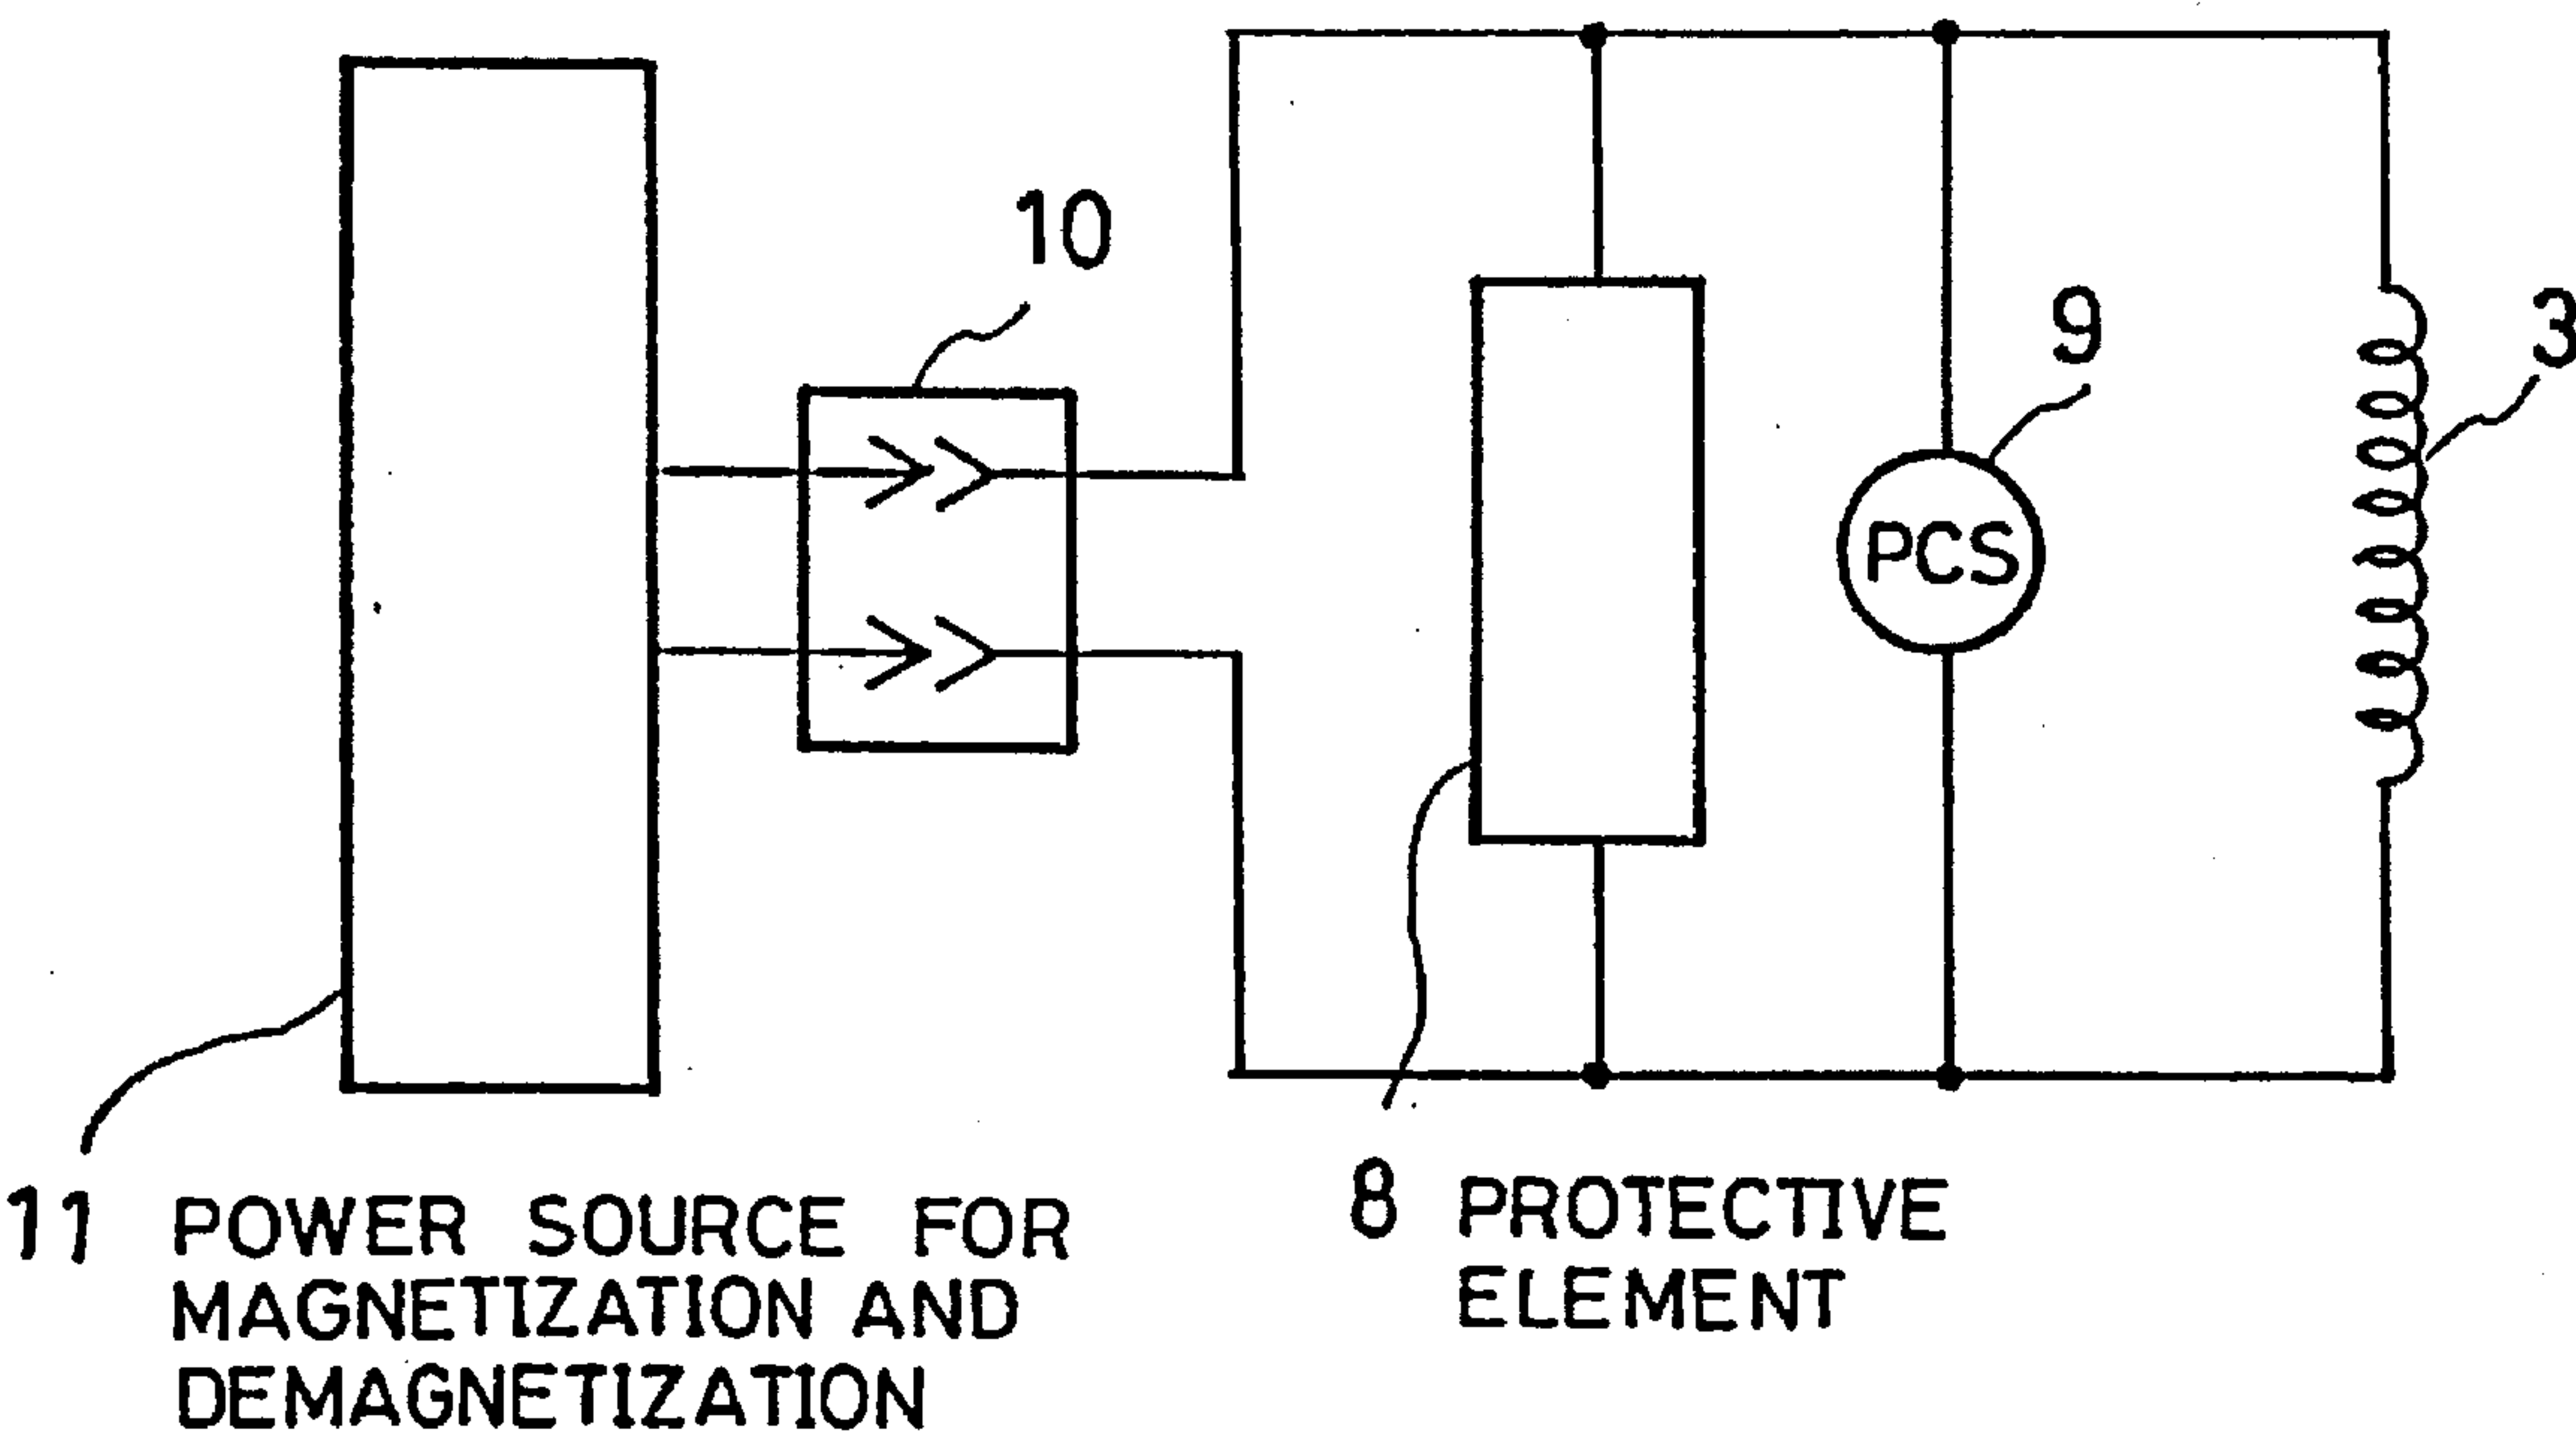 10
9
3
PCS
11 POWER SOURCE FOR
MAGNETIZATION AND
DEMAGNETIZATION
8 PROTECTIVE
ELEMENT